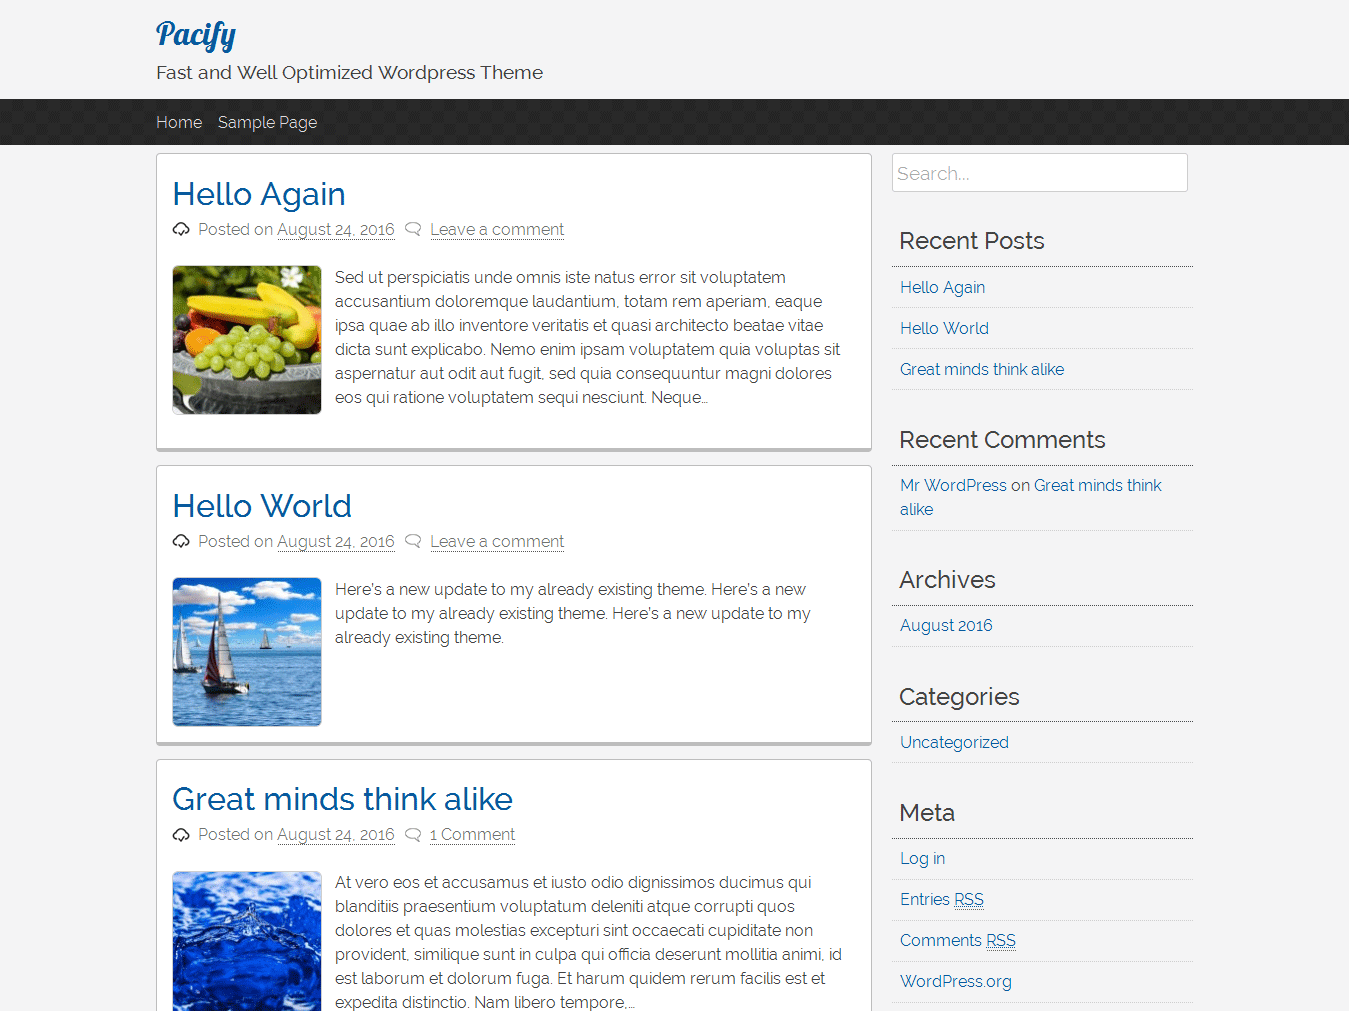 Pacify
Fast and Well Optimized Wordpress Theme
Home Sample Page
Hello Again
Posted on August 24, 2016 Leave a comment
Sed ut perspiciatis unde omnis iste natus error sit voluptatem
accusantium doloremque laudantium, totam rem aperiam, eaque
ipsa quae ab illo inventore veritatis et quasi architecto beatae vitae
dicta sunt explicabo. Nemo enim ipsam voluptatem quia voluptas sit
aspernatur aut odit aut fugit, sed quia consequuntur magni dolores
eos qui ratione voluptatem sequi nesciunt. Neque…
Hello World
Posted on August 24, 2016 Leave a comment
Here's a new update to my already existing theme. Here's a new
update to my already existing theme. Here's a new update to my
already existing theme.
Great minds think alike
Posted on August 24, 2016 1 Comment
At vero eos et accusamus et iusto odio dignissimos ducimus qui
blanditiis praesentium voluptatum deleniti atque corrupti quos
dolores et quas molestias excepturi sint occaecati cupiditate non
provident, similique sunt in culpa qui officia deserunt mollitia animi, id
est laborum et dolorum fuga. Et harum quidem rerum facilis est et
expedita distinctio. Nam libero tempore,…
Search...
Recent Posts
Hello Again
Hello World
Great minds think alike
Recent Comments
Mr WordPress on Great minds think
alike
Archives
August 2016
Categories
Uncategorized
Meta
Log in
Entries RSS
Comments RSS
WordPress.org